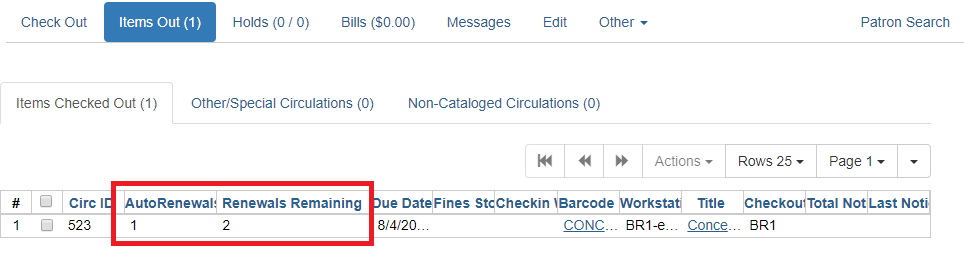 Check Out Items Out (1) Holds (0 / 0) Bills ($0.00) Messages Edit Other Patron Search
Items Checked Out (1) Other/Special Circulations (0) Non-Cataloged Circulations (0)
Actions Rows 25 Page 1
# Circ ID AutoRenewals Renewals Remaining Due Date Fines Sto Checkin W Barcode Workstati Title Checkout Total Not Last Notic
1 523 1 2 8/4/20... CONC... BR1-e... Conce... BR1